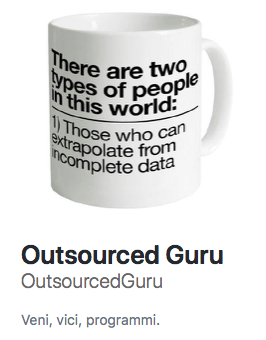 There are two
types of people
in this world:
1) Those who can
extrapolate from
incomplete data
Outsourced Guru
OutsourcedGuru
Veni, vici, programmi.